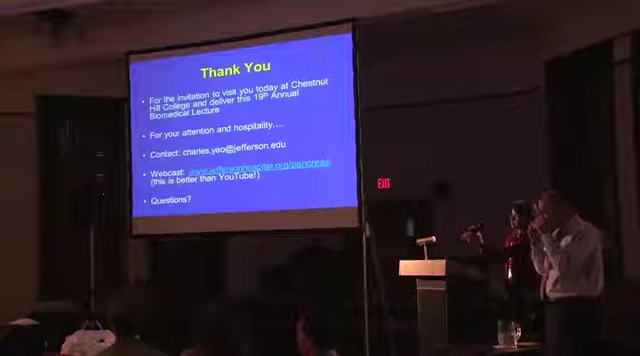 Thank You
• For the invitation to visit you today at Chestnut
Hill College and deliver this 19th Annual
Biomedical Lecture
• For your attention and hospitality....
• Contact: charles.yeo@jefferson.edu
• Webcast: www.jeffersonhospital.org/pancreas
(this is better than YouTube!)
• Questions?
EXIT